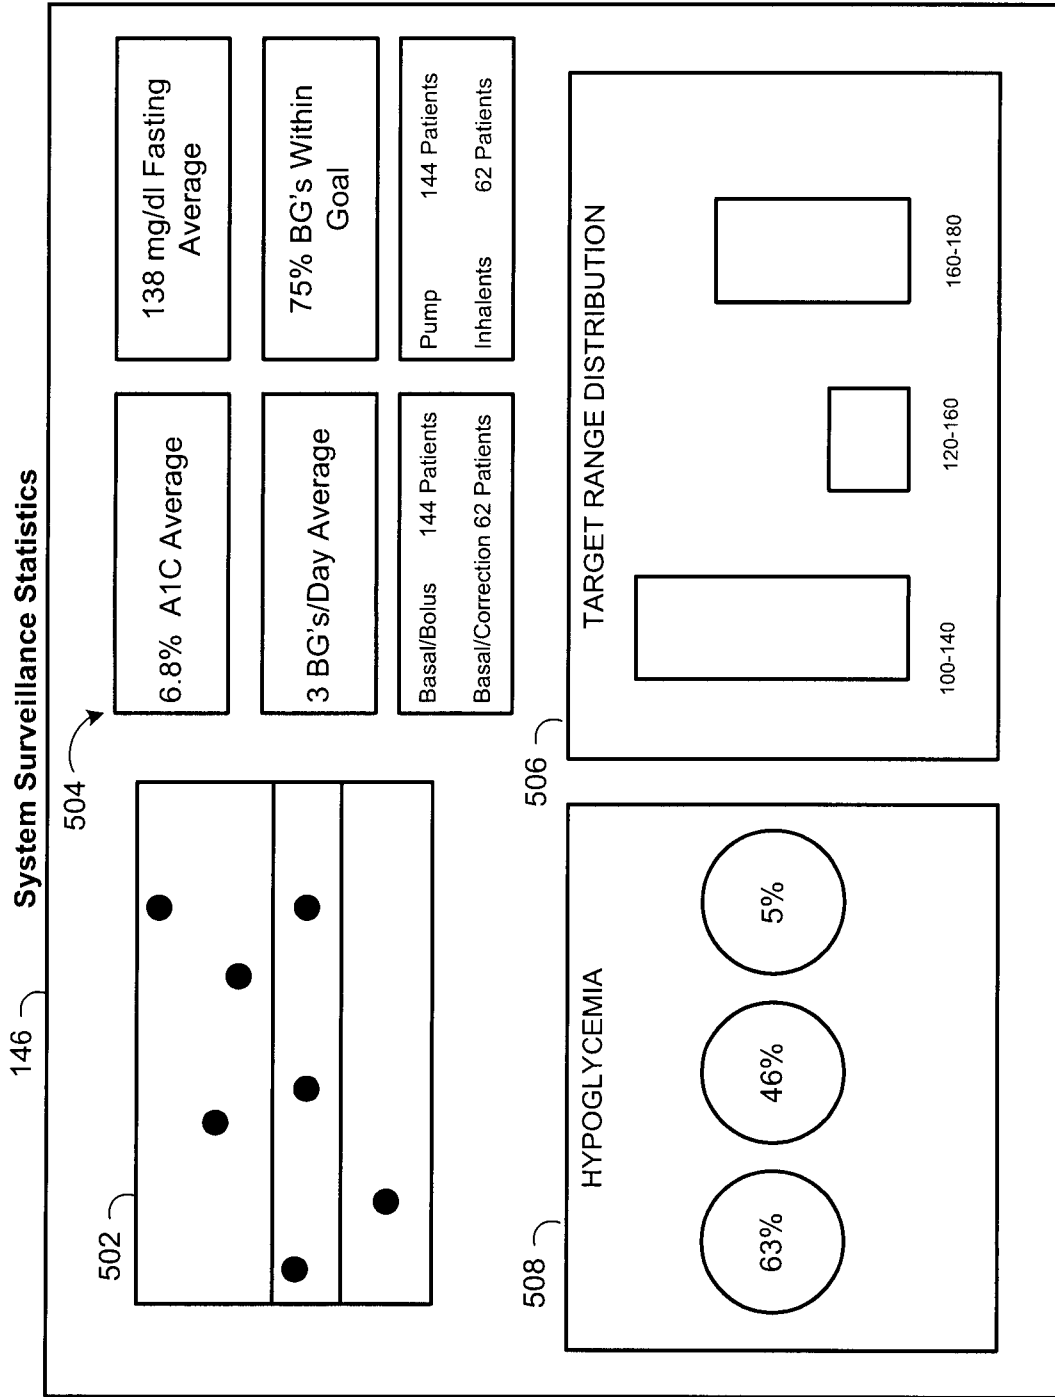 System Surveillance Statistics
146
502
504
6.8% A1C Average
138 mg/dl Fasting
Average
3 BG's/Day Average
75% BG's Within
Goal
Basal/Bolus 144 Patients
Basal/Correction 62 Patients
Pump 144 Patients
Inhalents 62 Patients
508
HYPOGLYCEMIA
63%
46%
5%
506
TARGET RANGE DISTRIBUTION
100-140
120-160
160-180